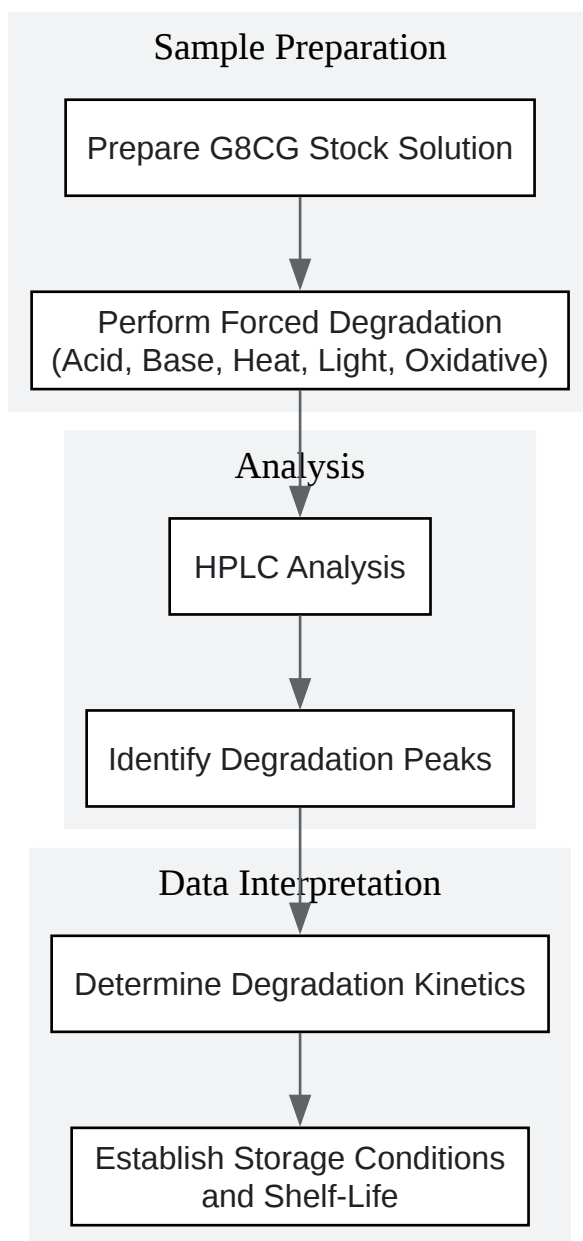 Sample Preparation
Prepare G8CG Stock Solution
Perform Forced Degradation
(Acid, Base, Heat, Light, Oxidative)
Analysis
HPLC Analysis
Identify Degradation Peaks
Data Interpretation
Determine Degradation Kinetics
Establish Storage Conditions
and Shelf-Life